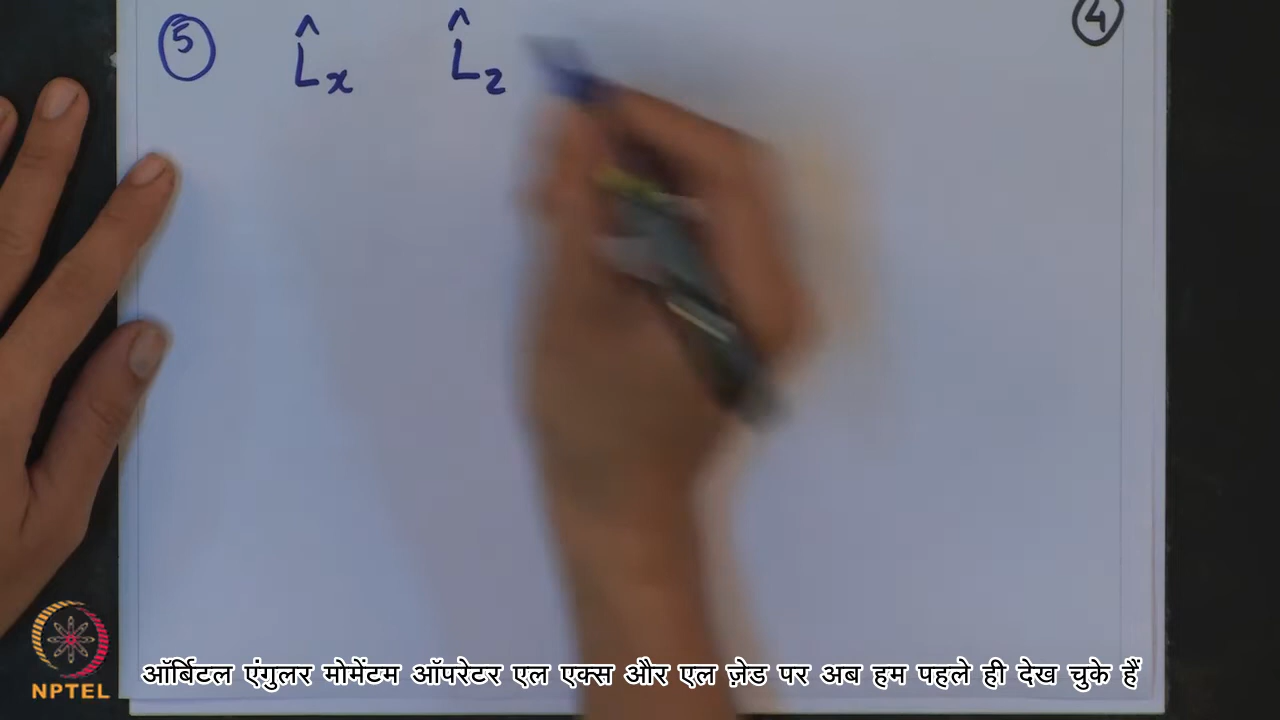 ⑤ L̂x L̂z
④
ऑर्बिटल एंगुलर मोमेंटम ऑपरेटर एल एक्स और एल ज़ेड पर अब हम पहले ही देख चुके हैं
NPTEL